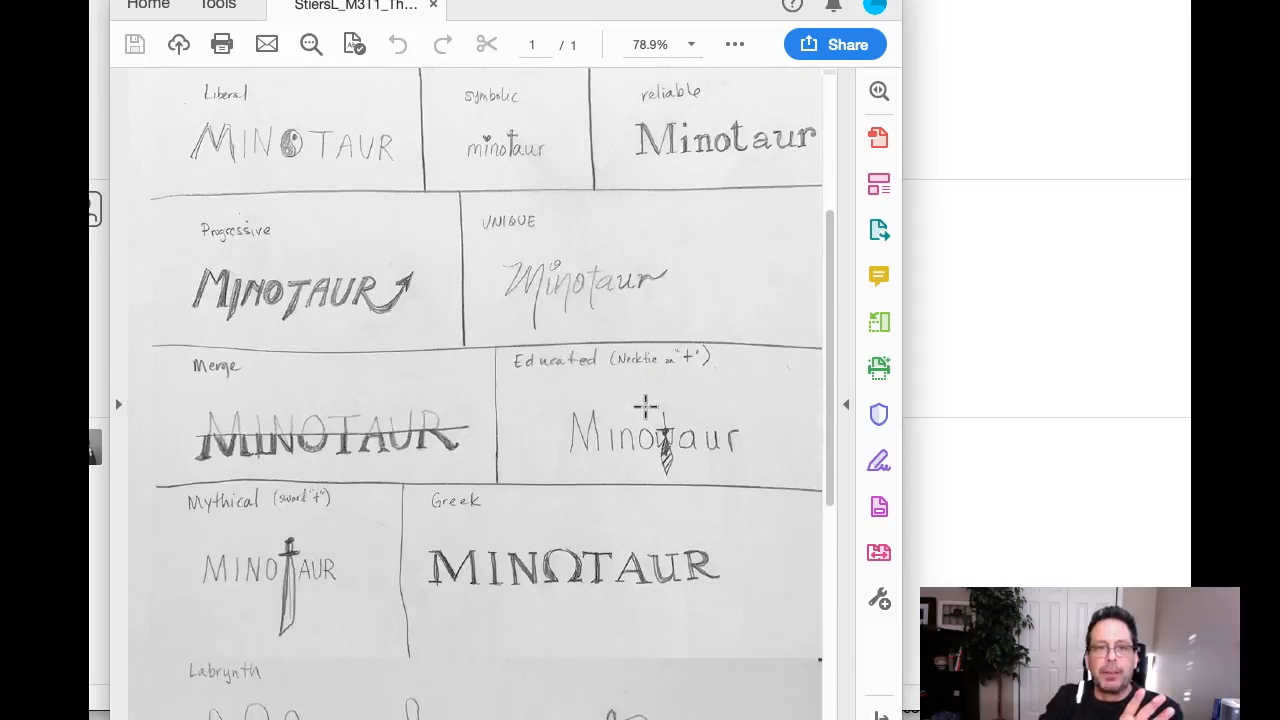 Home Tools StiersL_M3T1_Th... ×
1 / 1 78.9% Share
Liberal symbolic reliable
MINOTAUR minotaur Minotaur
Progressive UNIQUE
MINOTAUR Minotaur
Merge Educated (Necktie on "t")
MINOTAUR Minotaur
Mythical (sword "t") Greek
MINOTAUR MINΩTAUR
Labrynth